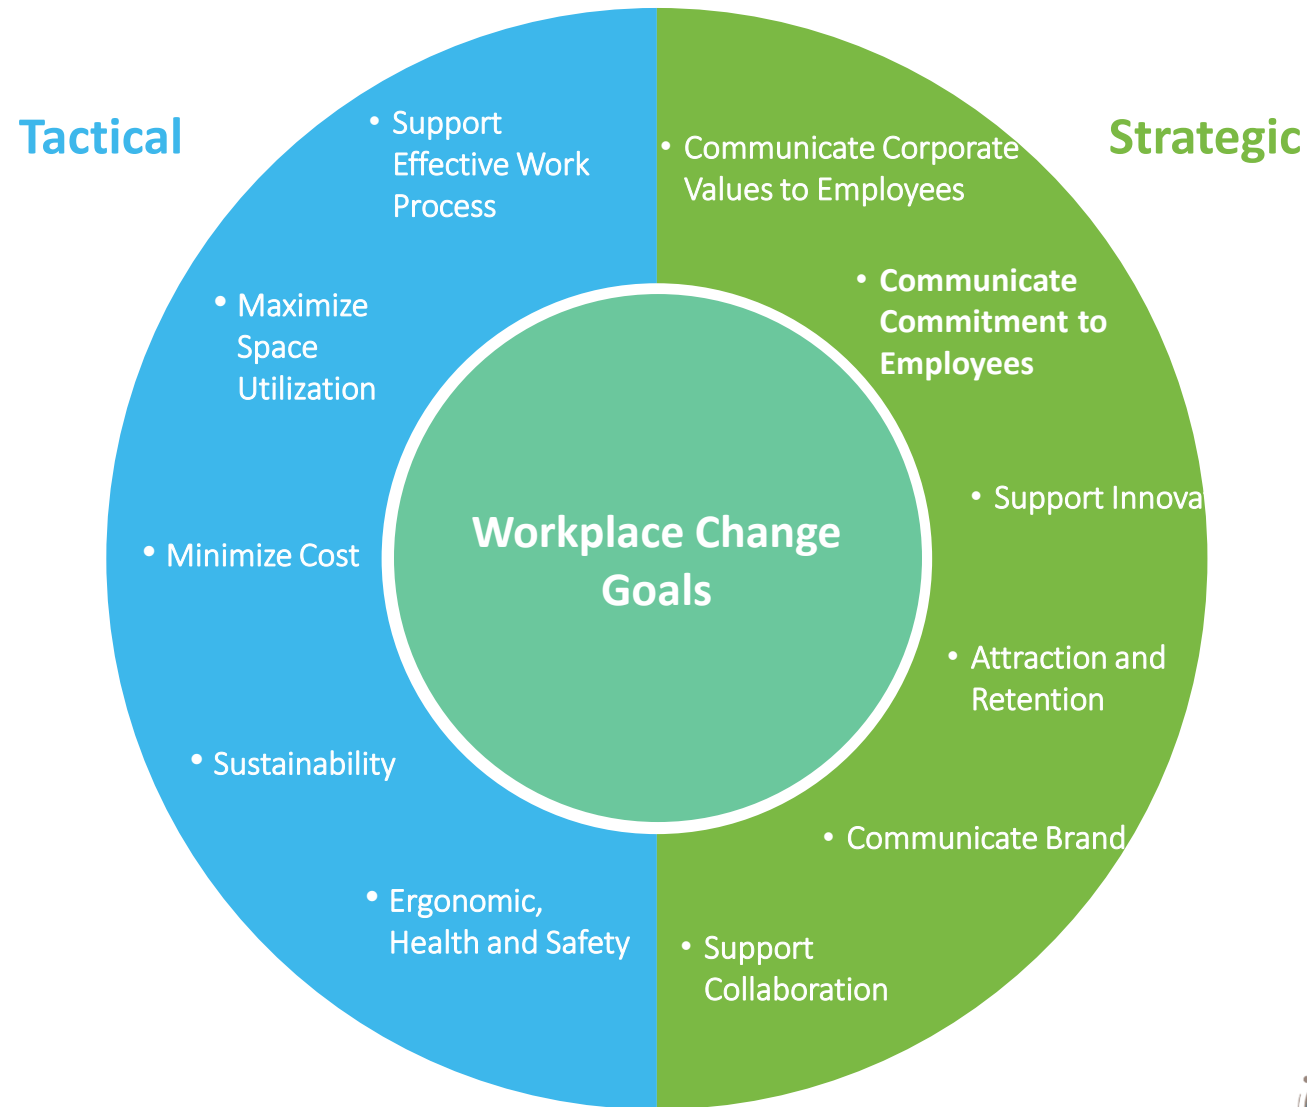 Tactical
Strategic
• Support
Effective Work
Process
• Maximize
Space
Utilization
• Minimize Cost
• Sustainability
• Ergonomic,
Health and Safety
Workplace Change
Goals
• Communicate Corporate
Values to Employees
• Communicate
Commitment to
Employees
• Support Innova
• Attraction and
Retention
• Communicate Brand
• Support
Collaboration